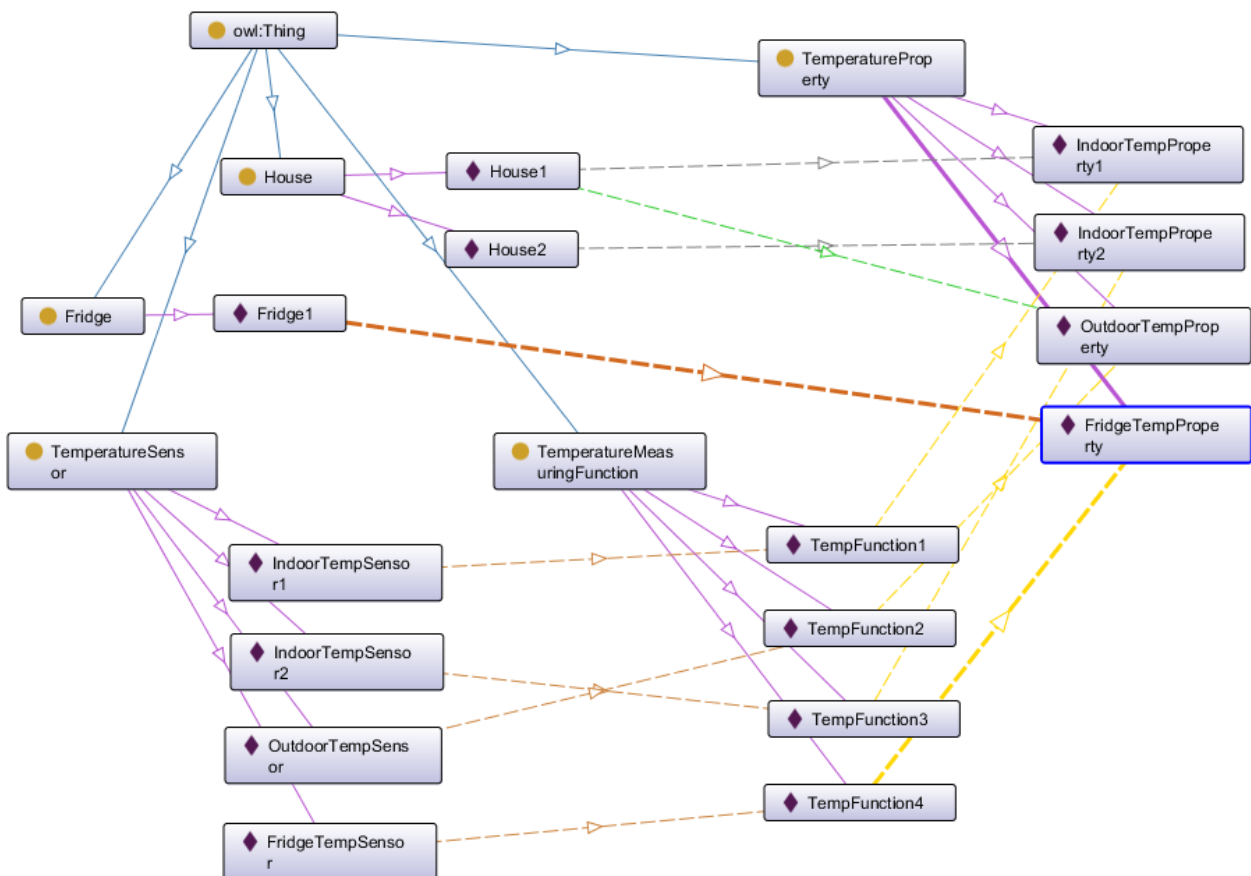 owl:Thing
TemperatureProp
erty
IndoorTempPrope
rty1
House
House1
IndoorTempPrope
rty2
House2
Fridge
Fridge1
OutdoorTempProp
erty
FridgeTempPrope
rty
TemperatureSens
or
TemperatureMeas
uringFunction
TempFunction1
IndoorTempSenso
r1
TempFunction2
IndoorTempSenso
r2
TempFunction3
OutdoorTempSens
or
TempFunction4
FridgeTempSenso
r